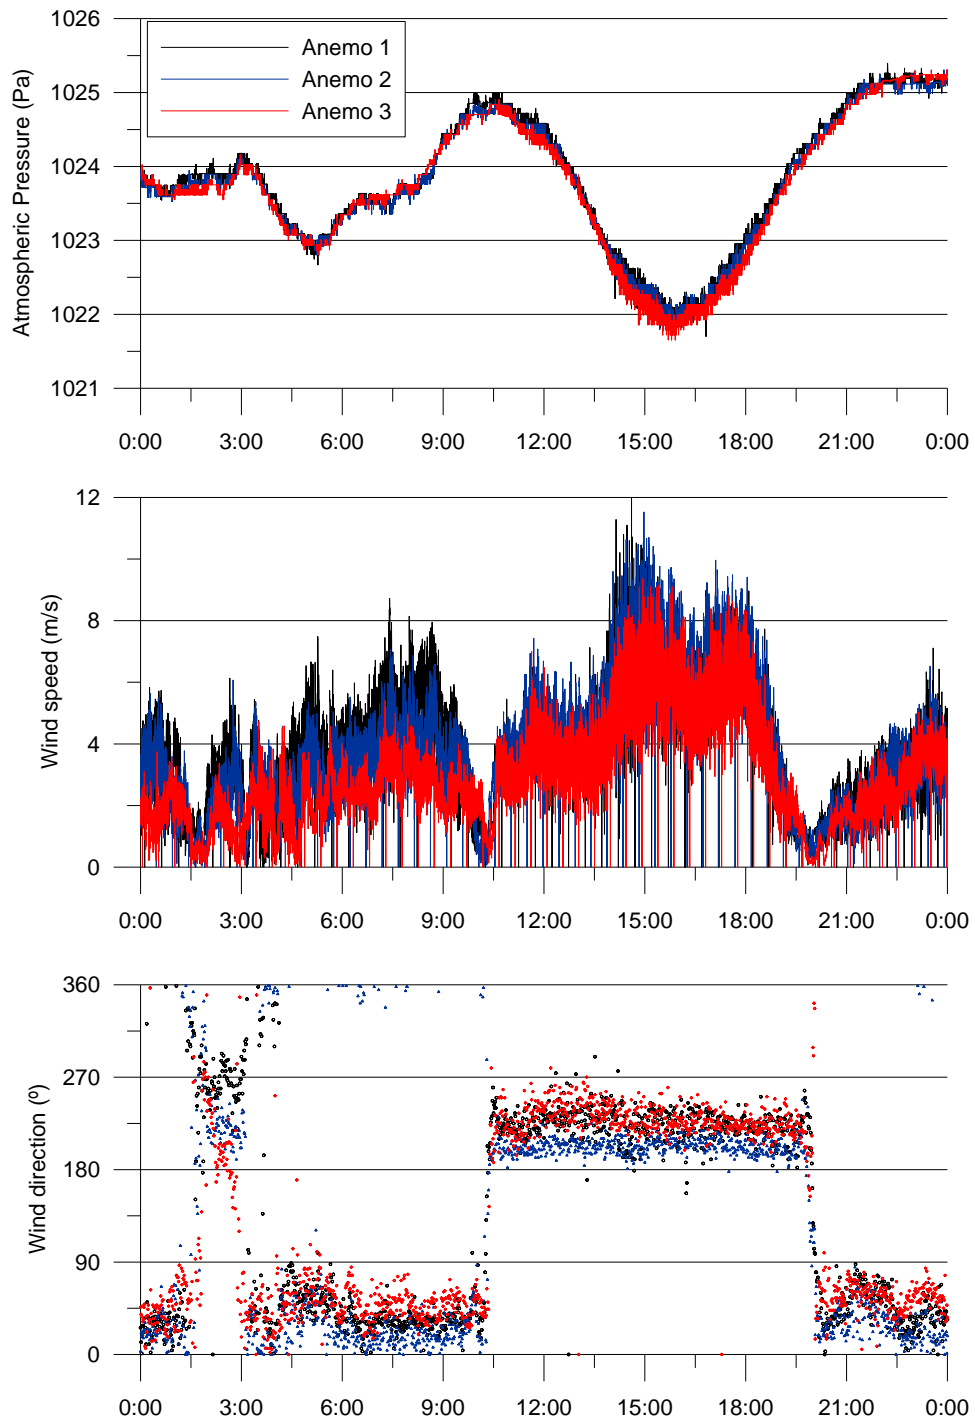 Atmospheric Pressure (Pa)
1026
1025
1024
1023
1022
1021
Anemo 1
Anemo 2
Anemo 3
0:00 3:00 6:00 9:00 12:00 15:00 18:00 21:00 0:00
Wind speed (m/s)
12
8
4
0
0:00 3:00 6:00 9:00 12:00 15:00 18:00 21:00 0:00
Wind direction (º)
360
270
180
90
0
0:00 3:00 6:00 9:00 12:00 15:00 18:00 21:00 0:00